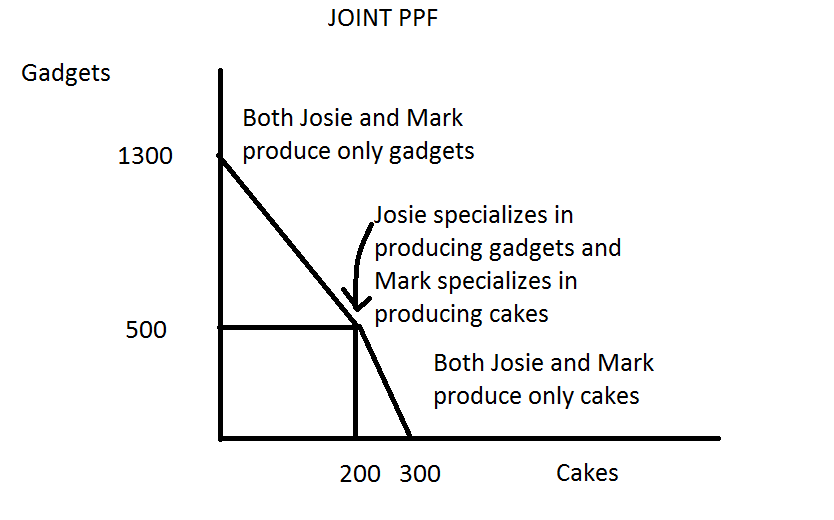 JOINT PPF
Gadgets
Both Josie and Mark
produce only gadgets
1300
Josie specializes in
producing gadgets and
Mark specializes in
producing cakes
500
Both Josie and Mark
produce only cakes
200 300 Cakes